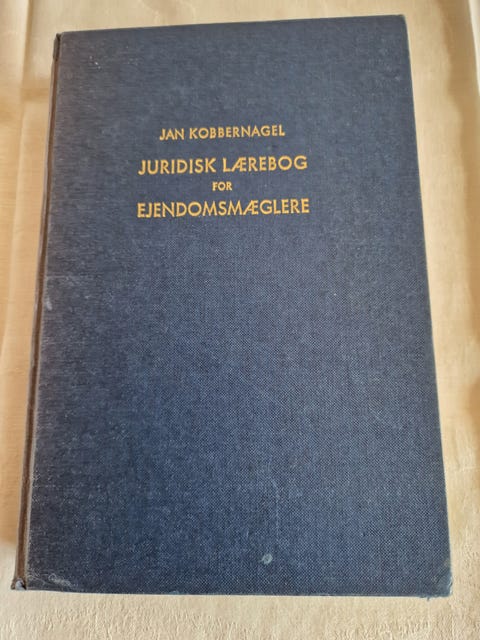 JAN KOBBERNAGEL
JURIDISK LÆREBOG
FOR
EJENDOMSMÆGLERE